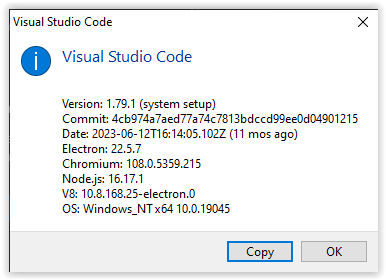 Visual Studio Code
Visual Studio Code
Version: 1.79.1 (system setup)
Commit: 4cb974a7aed77a74c7813bdccd99ee0d04901215
Date: 2023-06-12T16:14:05.102Z (11 mos ago)
Electron: 22.5.7
Chromium: 108.0.5359.215
Node.js: 16.17.1
V8: 10.8.168.25-electron.0
OS: Windows_NT x64 10.0.19045
Copy
OK